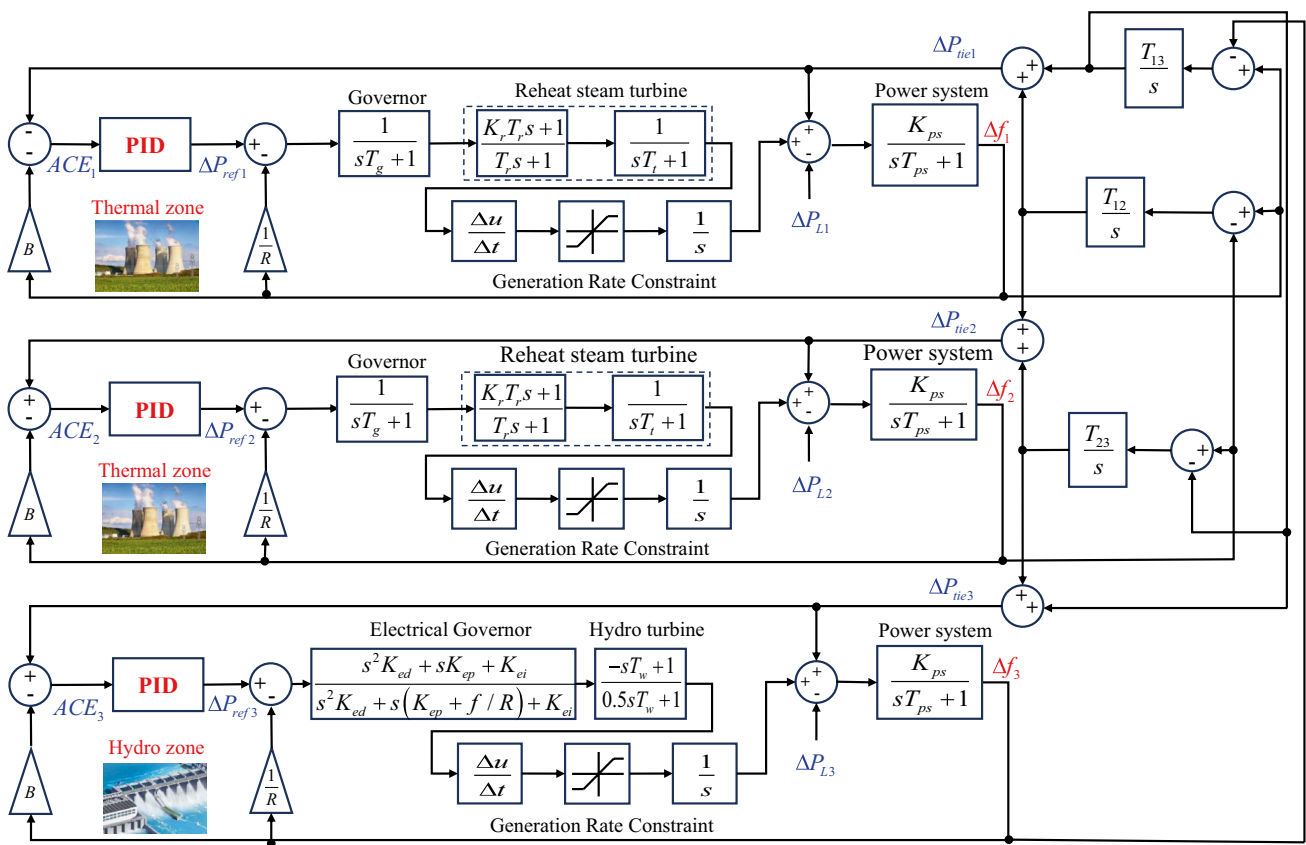 ΔP_tie1
T_13
s
-
+
+
+
Governor
Reheat steam turbine
Power system
-
-
ACE_1
PID
ΔP_ref1
+
-
1
sT_g + 1
K_r T_r s + 1
T_r s + 1
1
sT_t + 1
+
+
-
K_ps
sT_ps + 1
Δf_1
Thermal zone
B
1
R
Δu
Δt
1
s
ΔP_L1
T_12
s
-
+
Generation Rate Constraint
ΔP_tie2
+
+
Governor
Reheat steam turbine
Power system
+
-
ACE_2
PID
ΔP_ref2
+
-
1
sT_g + 1
K_r T_r s + 1
T_r s + 1
1
sT_t + 1
+
+
-
K_ps
sT_ps + 1
Δf_2
Thermal zone
B
1
R
Δu
Δt
1
s
ΔP_L2
T_23
s
+
-
Generation Rate Constraint
ΔP_tie3
+
+
Electrical Governor
Hydro turbine
Power system
+
-
ACE_3
PID
ΔP_ref3
+
-
s^2 K_ed + sK_ep + K_ei
s^2 K_ed + s(K_ep + f / R) + K_ei
-sT_w + 1
0.5sT_w + 1
+
+
-
K_ps
sT_ps + 1
Δf_3
Hydro zone
B
1
R
Δu
Δt
1
s
ΔP_L3
Generation Rate Constraint